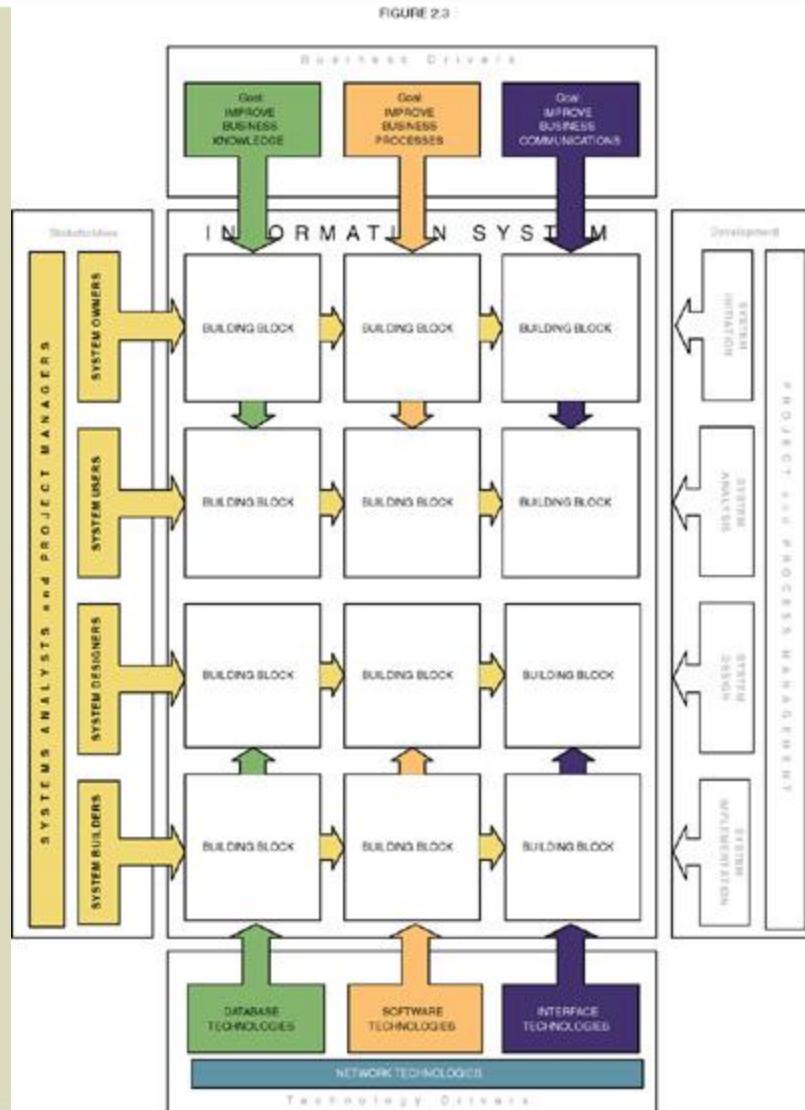 FIGURE 2.3
Business Drivers
Goal:
IMPROVE
BUSINESS
KNOWLEDGE
Goal:
IMPROVE
BUSINESS
PROCESSES
Goal:
IMPROVE
BUSINESS
COMMUNICATIONS
Stakeholders
INFORMATION SYSTEM
Development
SYSTEMS ANALYSTS and PROJECT MANAGERS
SYSTEM OWNERS
BUILDING BLOCK
BUILDING BLOCK
BUILDING BLOCK
SYSTEM
INITIATION
SYSTEM USERS
BUILDING BLOCK
BUILDING BLOCK
BUILDING BLOCK
SYSTEM
ANALYSIS
SYSTEM DESIGNERS
BUILDING BLOCK
BUILDING BLOCK
BUILDING BLOCK
SYSTEM
DESIGN
SYSTEM BUILDERS
BUILDING BLOCK
BUILDING BLOCK
BUILDING BLOCK
SYSTEM
IMPLEMENTATION
PROJECT and PROCESS MANAGEMENT
DATABASE
TECHNOLOGIES
SOFTWARE
TECHNOLOGIES
INTERFACE
TECHNOLOGIES
NETWORK TECHNOLOGIES
Technology Drivers